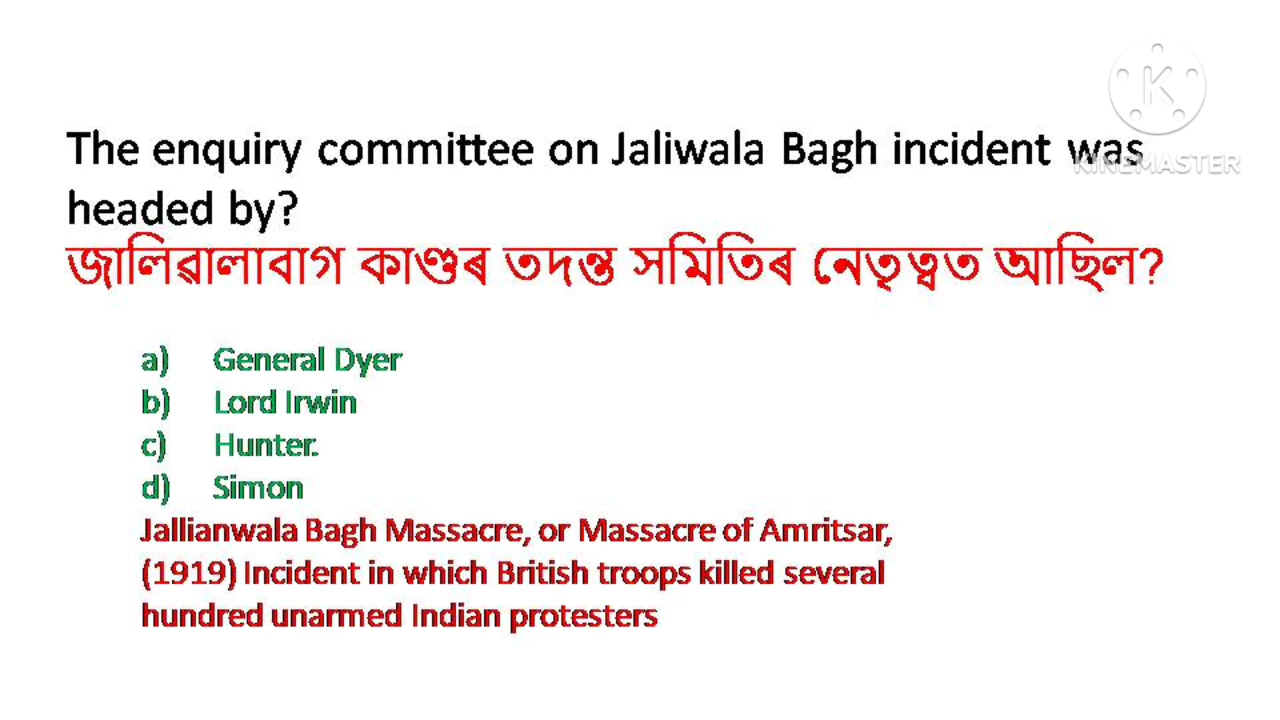 The enquiry committee on Jaliwala Bagh incident was
headed by?
জালিৱালাবাগ কাণ্ডৰ তদন্ত সমিতিৰ নেতৃত্বত আছিল?
a) General Dyer
b) Lord Irwin
c) Hunter.
d) Simon
Jallianwala Bagh Massacre, or Massacre of Amritsar,
(1919) Incident in which British troops killed several
hundred unarmed Indian protesters
K
KINEMASTER